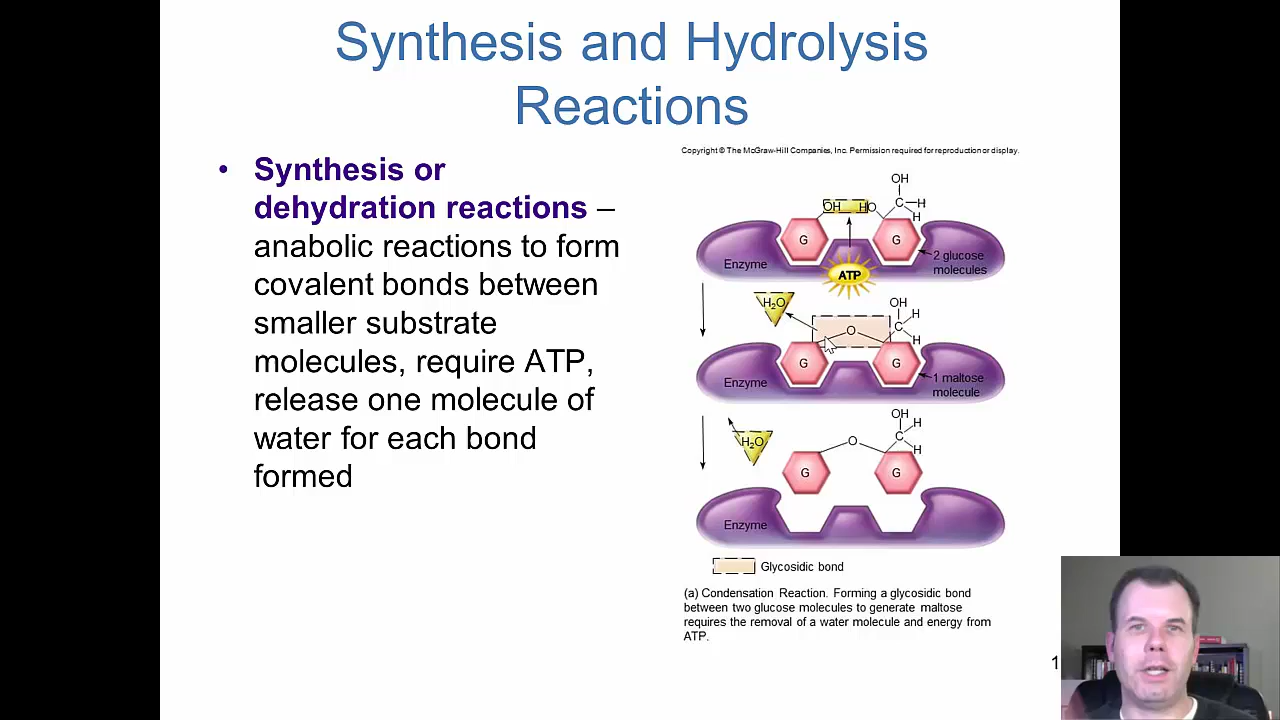 Synthesis and Hydrolysis
Reactions
• Synthesis or
dehydration reactions –
anabolic reactions to form
covalent bonds between
smaller substrate
molecules, require ATP,
release one molecule of
water for each bond
formed
Copyright © The McGraw-Hill Companies, Inc. Permission required for reproduction or display.
OH
OH HO C H
H
G G
Enzyme
ATP
2 glucose
molecules
H₂O
OH
H
O C
H
G G
Enzyme
1 maltose
molecule
OH
H
H₂O
O C
H
G G
Enzyme
Glycosidic bond
(a) Condensation Reaction. Forming a glycosidic bond
between two glucose molecules to generate maltose
requires the removal of a water molecule and energy from
ATP.
1